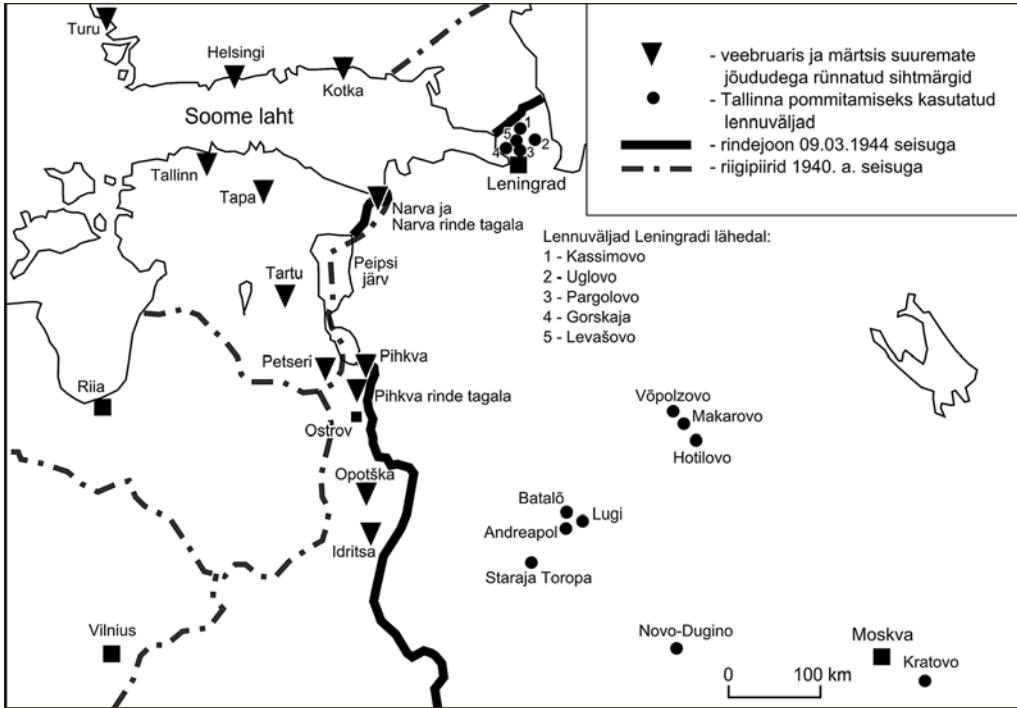 Turu
Helsingi
Kotka
Soome laht
Tallinn
Tapa
Narva ja
Narva rinde tagala
Peipsi
järv
Tartu
1
2
3
4
5
Leningrad
- veebruaris ja märtsis suuremate
jõududega rünnatud sihtmärgid
- Tallinna pommitamiseks kasutatud
lennuväljad
- rindejoon 09.03.1944 seisuga
- riigipiirid 1940. a. seisuga
Lennuväljad Leningradi lähedal:
1 - Kassimovo
2 - Uglovo
3 - Pargolovo
4 - Gorskaja
5 - Levašovo
Petseri
Pihkva
Riia
Pihkva rinde tagala
Ostrov
Opotška
Idritsa
Võpolzovo
Makarovo
Hotilovo
Batalõ
Lugi
Andreapol
Staraja Toropa
Vilnius
Novo-Dugino
Moskva
Kratovo
0 100 km